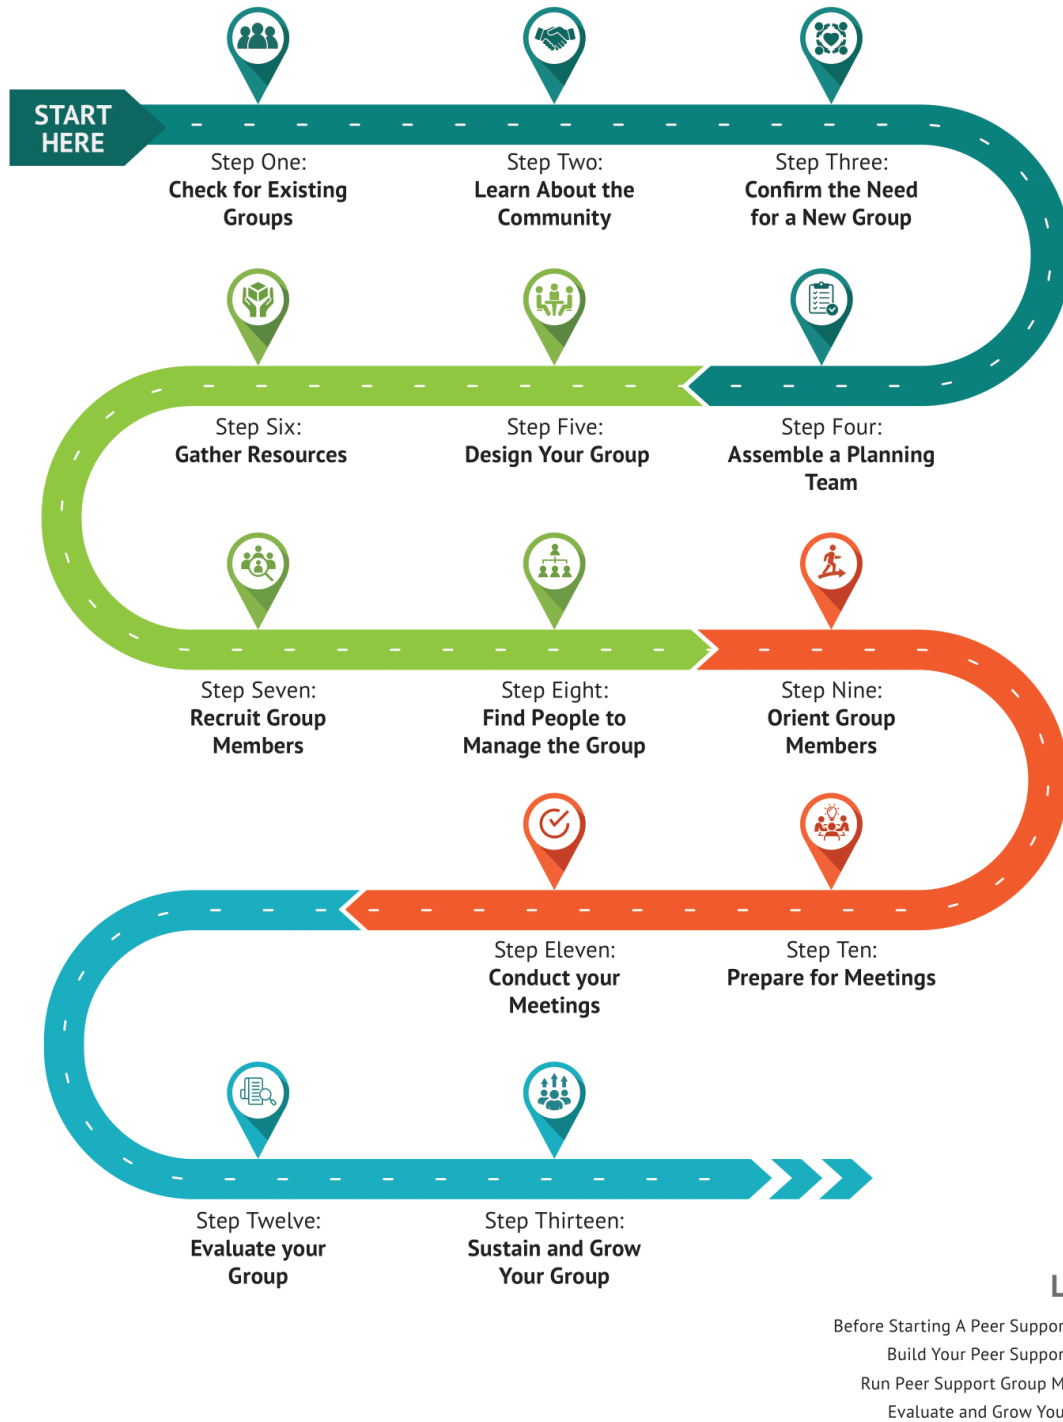 START
HERE
Step One:
Check for Existing
Groups
Step Two:
Learn About the
Community
Step Three:
Confirm the Need
for a New Group
Step Four:
Assemble a Planning
Team
Step Five:
Design Your Group
Step Six:
Gather Resources
Step Seven:
Recruit Group
Members
Step Eight:
Find People to
Manage the Group
Step Nine:
Orient Group
Members
Step Ten:
Prepare for Meetings
Step Eleven:
Conduct your
Meetings
Step Twelve:
Evaluate your
Group
Step Thirteen:
Sustain and Grow
Your Group
L
Before Starting A Peer Suppor
Build Your Peer Suppor
Run Peer Support Group M
Evaluate and Grow You